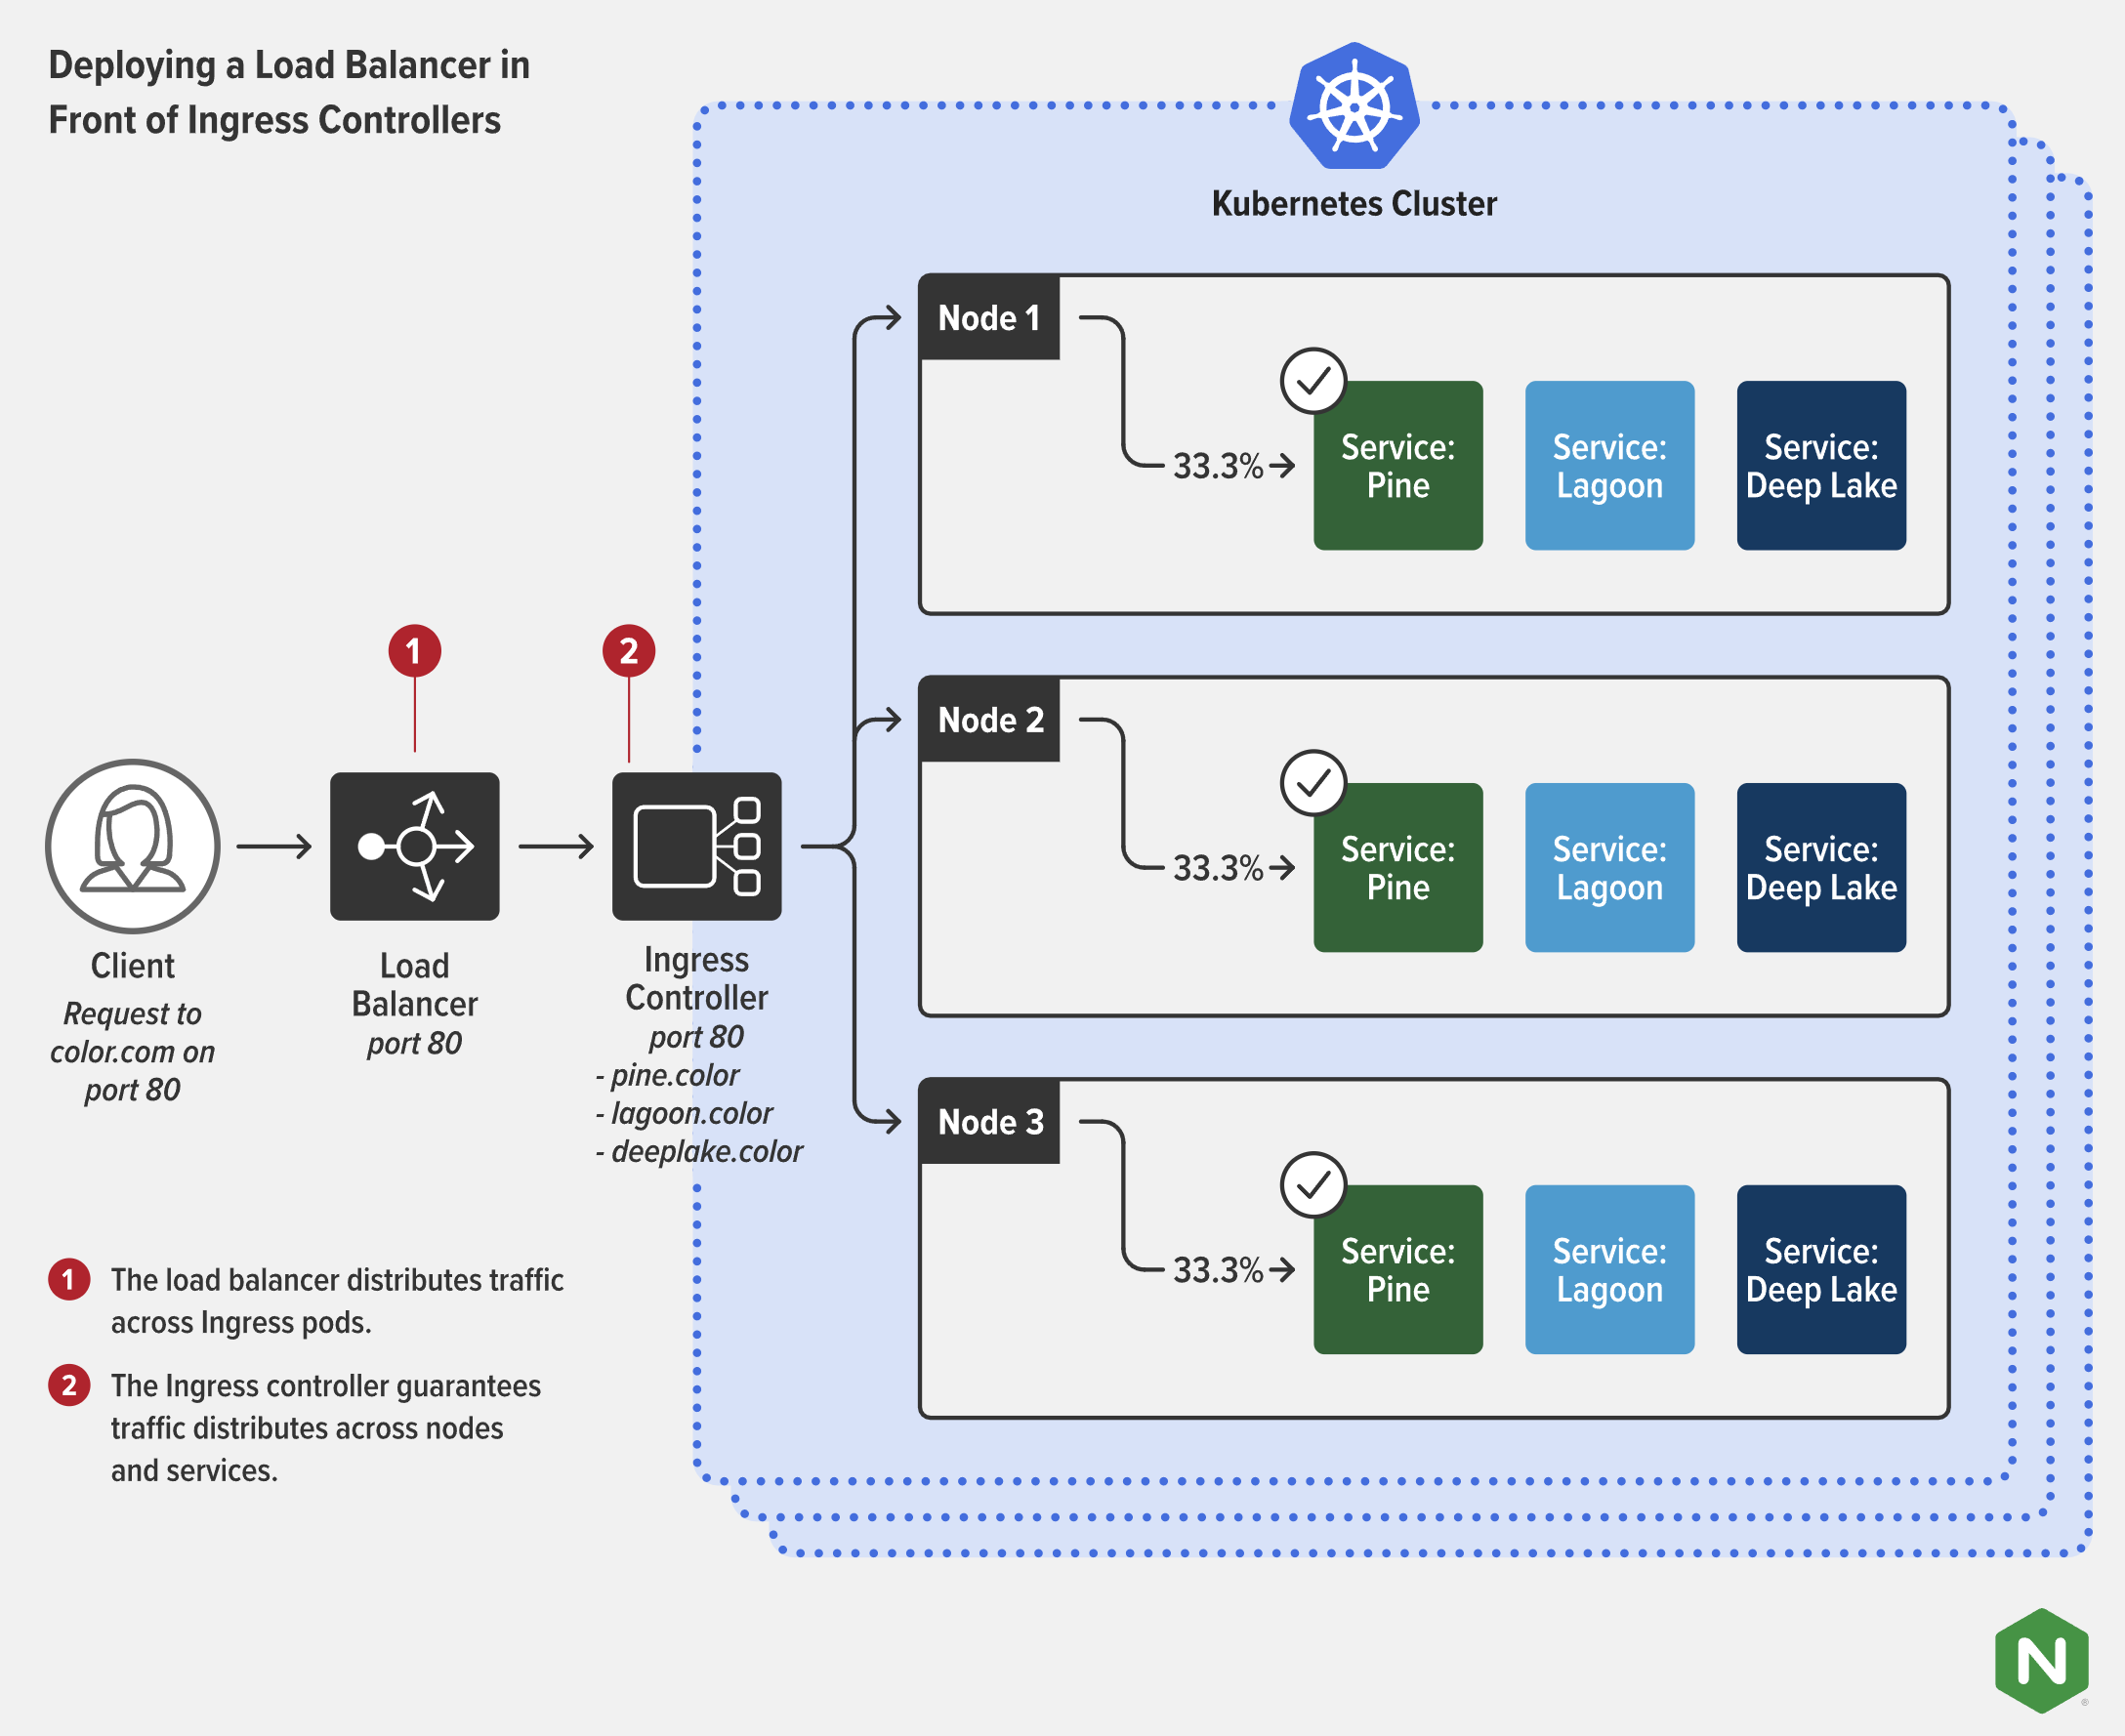 Deploying a Load Balancer in
Front of Ingress Controllers
Kubernetes Cluster
Node 1
33.3%
Service:
Pine
Service:
Lagoon
Service:
Deep Lake
1
2
Node 2
33.3%
Service:
Pine
Service:
Lagoon
Service:
Deep Lake
Client
Request to
color.com on
port 80
Load
Balancer
port 80
Ingress
Controller
port 80
- pine.color
- lagoon.color
- deeplake.color
Node 3
33.3%
Service:
Pine
Service:
Lagoon
Service:
Deep Lake
1 The load balancer distributes traffic
across Ingress pods.
2 The Ingress controller guarantees
traffic distributes across nodes
and services.
N
®